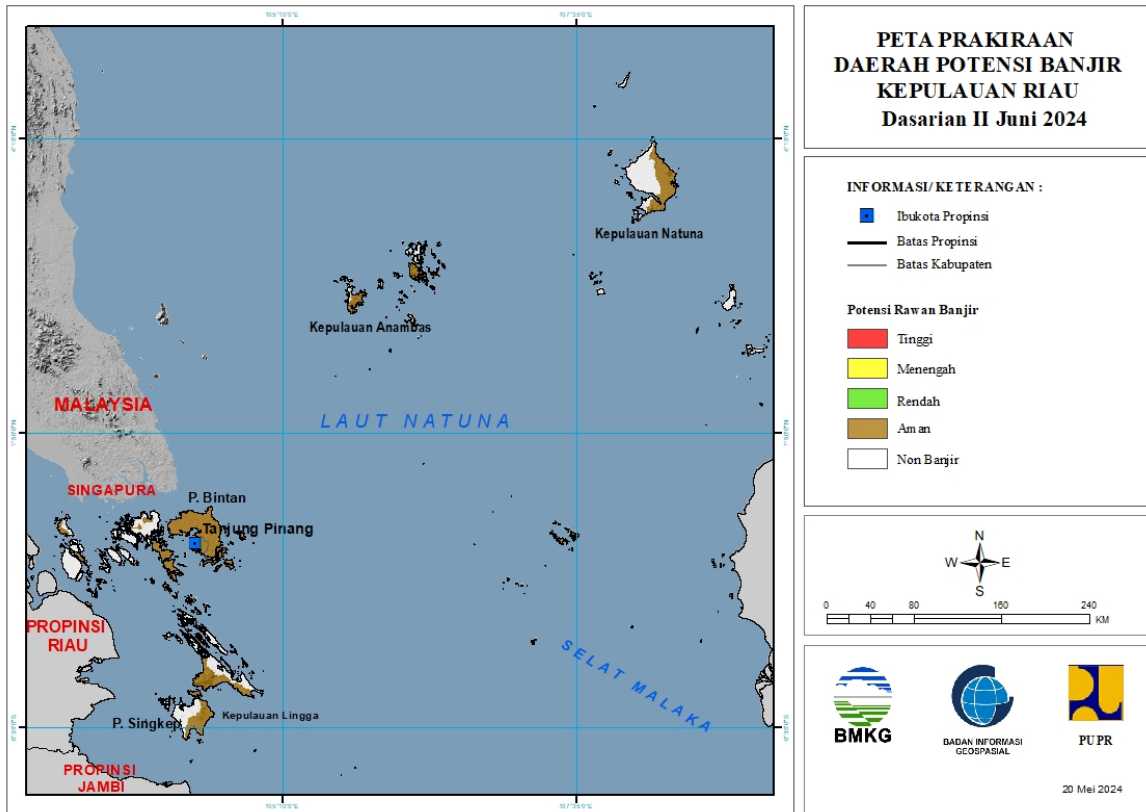 PETA PRAKIRAAN
DAERAH POTENSI BANJIR
KEPULAUAN RIAU
Dasarian II Juni 2024
INFORMASI/ KETERANGAN :
Ibukota Propinsi
Batas Propinsi
Batas Kabupaten
Potensi Rawan Banjir
Tinggi
Menengah
Rendah
Aman
Non Banjir
N
W E
S
0 40 80 160 240
KM
BMKG
BADAN INFORMASI
GEOSPASIAL
PUPR
20 Mei 2024
Kepulauan Natuna
Kepulauan Anambas
MALAYSIA
LAUT NATUNA
SINGAPURA
P. Bintan
Tanjung Pinang
PROPINSI
RIAU
SELAT MALAKA
Kepulauan Lingga
P. Singkep
PROPINSI
JAMBI